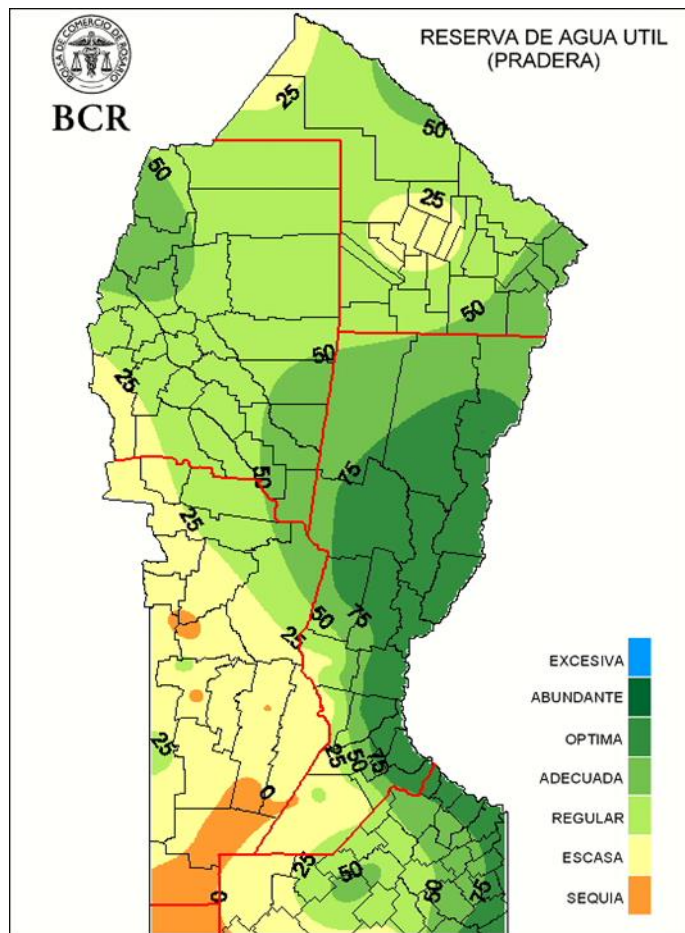 RESERVA DE AGUA UTIL
(PRADERA)
BOLSA DE COMERCIO DE ROSARIO
BCR
25
50
50
25
50
50
25
75
50
25
50
75
25
25
25
50
75
0
25
50
0
50
75
EXCESIVA
ABUNDANTE
OPTIMA
ADECUADA
REGULAR
ESCASA
SEQUIA